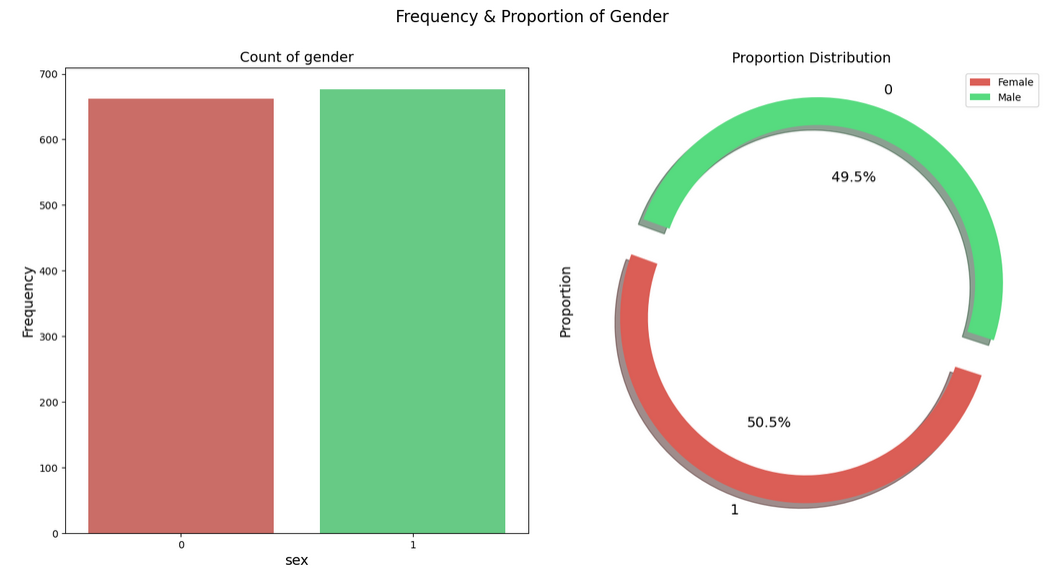 Frequency & Proportion of Gender
Count of gender
700
600
500
400
300
200
100
0
Frequency
0
1
sex
Proportion Distribution
Female
Male
0
49.5%
Proportion
50.5%
1